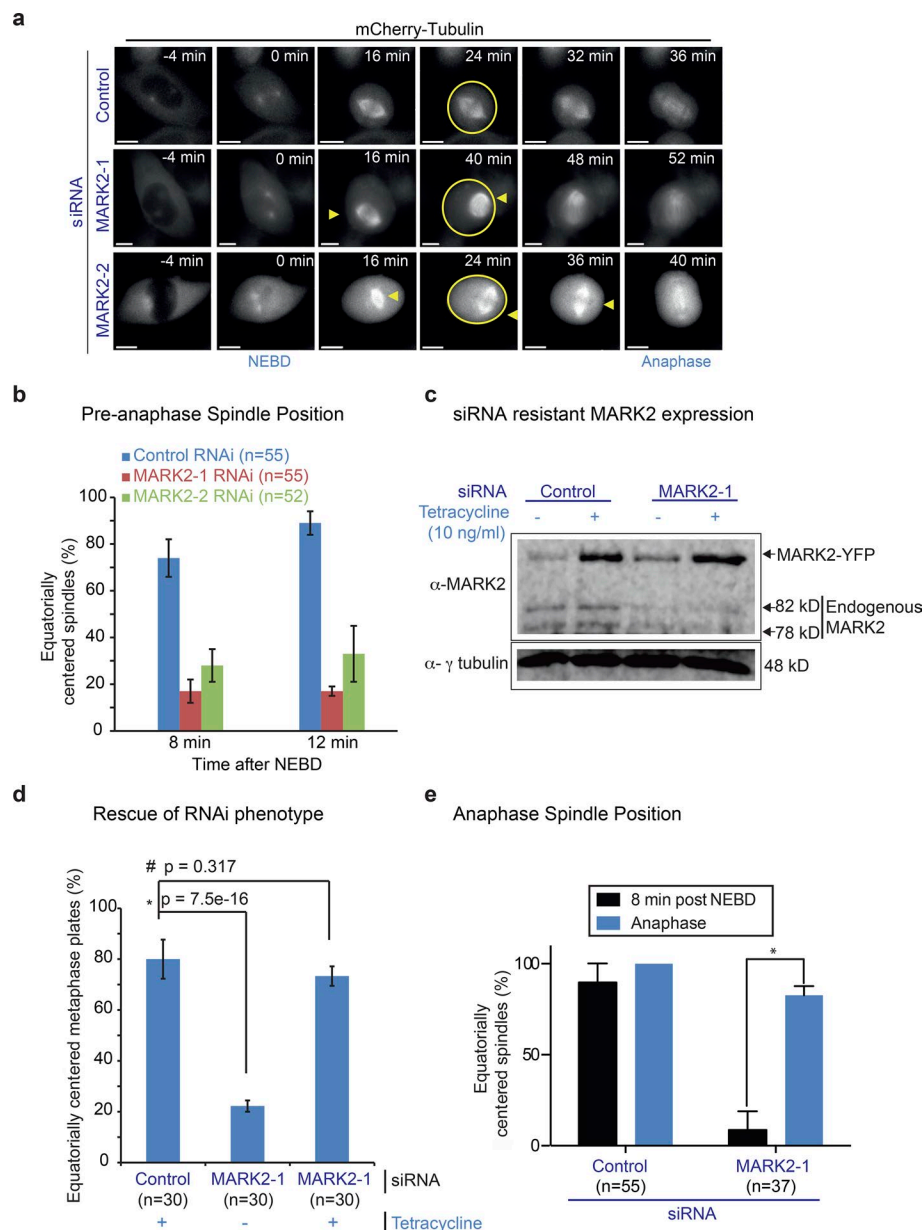 a
mCherry-Tubulin
siRNA
Control
-4 min 0 min 16 min 24 min 32 min 36 min
MARK2-1
-4 min 0 min 16 min 40 min 48 min 52 min
MARK2-2
-4 min 0 min 16 min 24 min 36 min 40 min
NEBD Anaphase
b
Pre-anaphase Spindle Position
Control RNAi (n=55)
MARK2-1 RNAi (n=55)
MARK2-2 RNAi (n=52)
Equatorially
centered spindles (%)
100
80
60
40
20
0
8 min 12 min
Time after NEBD
c
siRNA resistant MARK2 expression
siRNA Control MARK2-1
Tetracycline - + - +
(10 ng/ml)
α-MARK2
MARK2-YFP
82 kD
78 kD
Endogenous
MARK2
α- γ tubulin 48 kD
d
Rescue of RNAi phenotype
# p = 0.317
* p = 7.5e-16
Equatorially centered metaphase plates (%)
100
80
60
40
20
0
Control MARK2-1 MARK2-1 siRNA
(n=30) (n=30) (n=30)
+ - + Tetracycline
e
Anaphase Spindle Position
8 min post NEBD
Anaphase
*
Equatorially
centered spindles (%)
100
50
0
Control MARK2-1
(n=55) (n=37)
siRNA